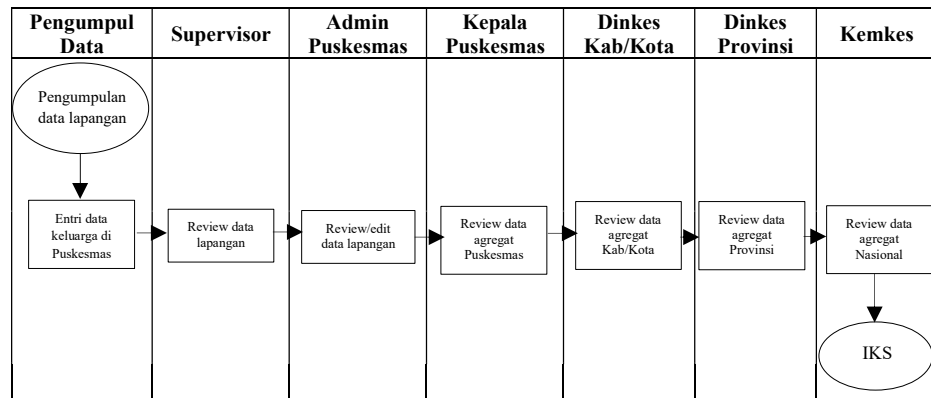 Pengumpul
Data
Supervisor
Admin
Puskesmas
Kepala
Puskesmas
Dinkes
Kab/Kota
Dinkes
Provinsi
Kemkes
Pengumpulan
data lapangan
Entri data
keluarga di
Puskesmas
Review data
lapangan
Review/edit
data lapangan
Review data
agregat
Puskesmas
Review data
agregat
Kab/Kota
Review data
agregat
Provinsi
Review data
agregat
Nasional
IKS